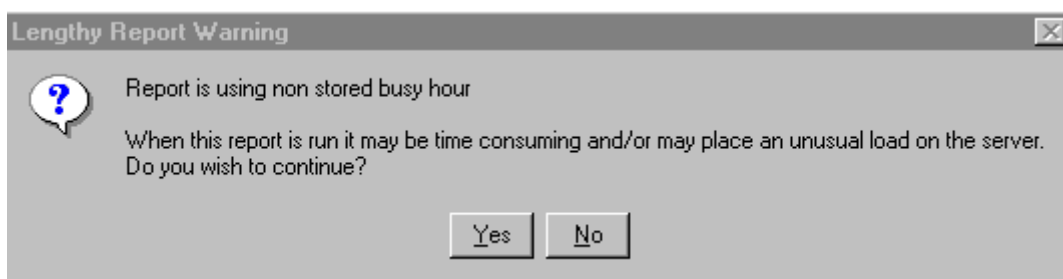 Lengthy Report Warning
Report is using non stored busy hour
When this report is run it may be time consuming and/or may place an unusual load on the server.
Do you wish to continue?
Yes No